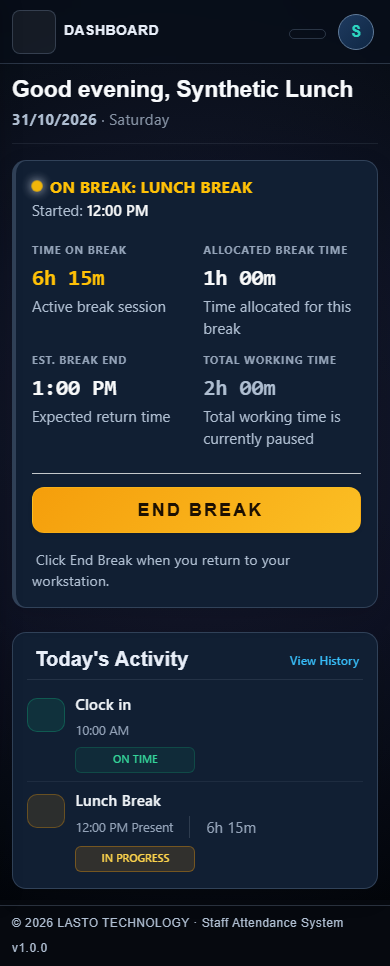 DASHBOARD
S
Good evening, Synthetic Lunch
31/10/2026 · Saturday
ON BREAK: LUNCH BREAK
Started: 12:00 PM
TIME ON BREAK
6h 15m
Active break session
ALLOCATED BREAK TIME
1h 00m
Time allocated for this
break
EST. BREAK END
1:00 PM
Expected return time
TOTAL WORKING TIME
2h 00m
Total working time is
currently paused
END BREAK
Click End Break when you return to your
workstation.
Today's Activity
View History
Clock in
10:00 AM
ON TIME
Lunch Break
12:00 PM Present 6h 15m
IN PROGRESS
© 2026 LASTO TECHNOLOGY · Staff Attendance System
v1.0.0